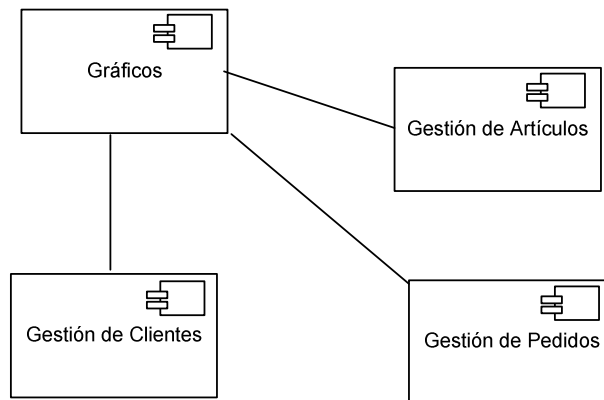 Gráficos
Gestión de Artículos
Gestión de Clientes
Gestión de Pedidos